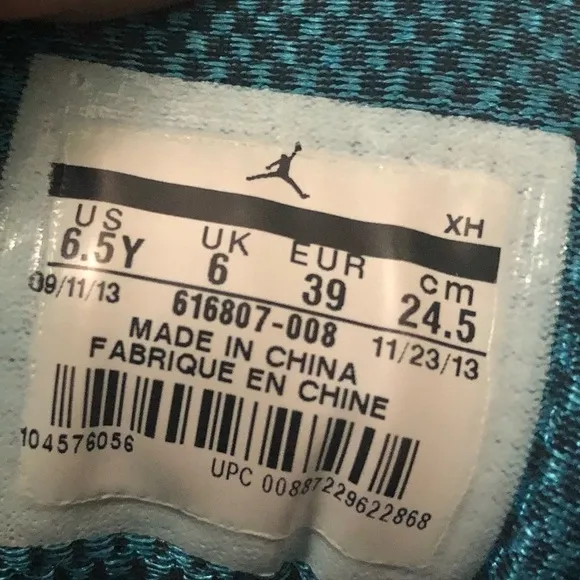 XH
US UK EUR cm
6.5Y 6 39 24.5
09/11/13 616807-008 11/23/13
MADE IN CHINA
FABRIQUE EN CHINE
104576056
UPC 00887229622868